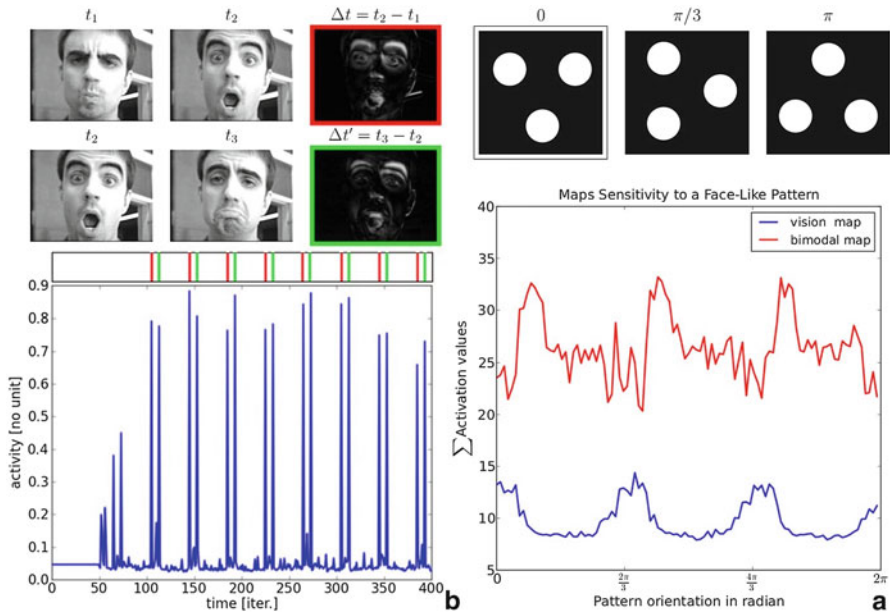 t₁ t₂ Δt = t₂ − t₁
t₂ t₃ Δt′ = t₃ − t₂
0.9
0.8
0.7
0.6
0.5
0.4
0.3
0.2
0.1
0.0
activity [no unit]
0 50 100 150 200 250 300 350 400
time [iter.]
b
0 π/3 π
Maps Sensitivity to a Face-Like Pattern
vision map
bimodal map
40
35
30
25
20
15
10
5
∑Activation values
0 2π/3 4π/3 2π
Pattern orientation in radian
a